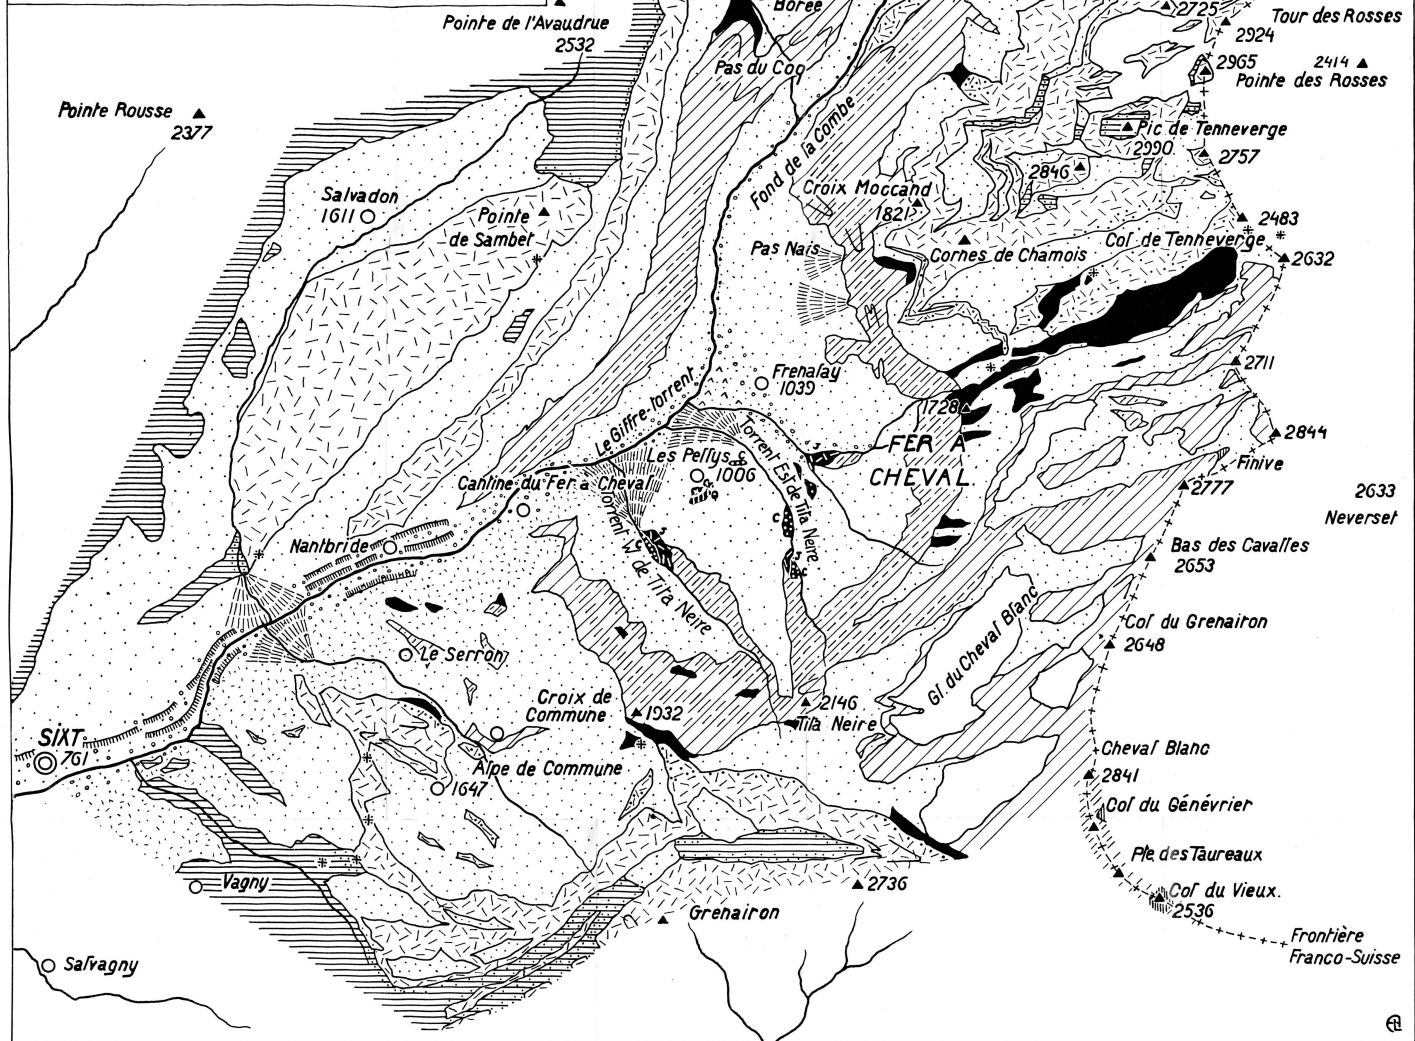 Borée
2725
Tour des Rosses
2924
Pointe de l'Avaudrue
2532
Pas du Coq
2965
2414
Pointe des Rosses
Pointe Rousse
2377
Fond de la Combe
Pic de Tenneverge
2990
2757
2846
Croix Moccand
1821
Salvadon
1611
Pointe
de Sambet
2483
Pas Nais
Cornes de Chamois
Col de Tenneverge
2632
Frenalay
1039
2711
Le Giffre-Torrent
1728
FER A
CHEVAL.
2844
Finive
Torrent Est de Tita Neire
Les Pellys
1006
Cantine du Fer à Cheval
2777
2633
Neverset
Nantbride
Torrent W. de Tita Neire
Bas des Cavalles
2653
Gl. du Cheval Blanc
Col du Grenairon
2648
Le Serron
Croix de
Commune
1932
2146
Tita Neire
SIXT
761
Cheval Blanc
Alpe de Commune
1647
2841
Col du Génévrier
Pte des Taureaux
Vagny
2736
Col du Vieux.
2536
Grenairon
Frontière
Franco-Suisse
Salvagny